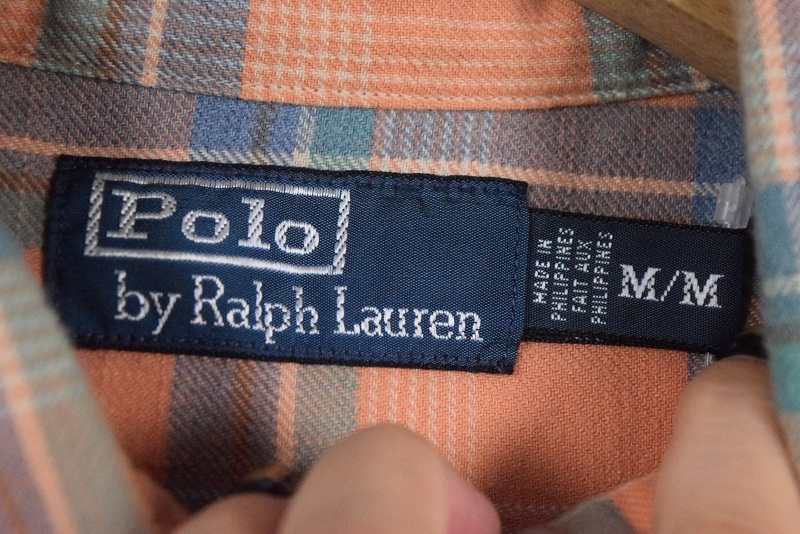 Polo
by Ralph Lauren
MADE IN
PHILIPPINES
FAIT AUX
PHILIPPINES
M/M